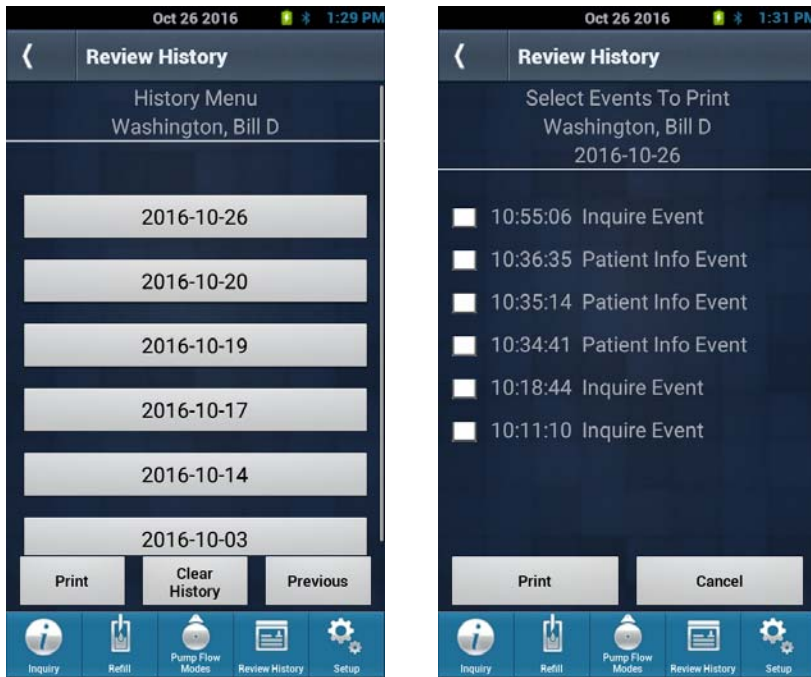 Oct 26 2016 1:29 PM
Review History
History Menu
Washington, Bill D
2016-10-26
2016-10-20
2016-10-19
2016-10-17
2016-10-14
2016-10-03
Print
Clear
History
Previous
Inquiry
Refill
Pump Flow
Modes
Review History
Setup
Oct 26 2016 1:31 PM
Review History
Select Events To Print
Washington, Bill D
2016-10-26
10:55:06 Inquire Event
10:36:35 Patient Info Event
10:35:14 Patient Info Event
10:34:41 Patient Info Event
10:18:44 Inquire Event
10:11:10 Inquire Event
Print
Cancel
Inquiry
Refill
Pump Flow
Modes
Review History
Setup